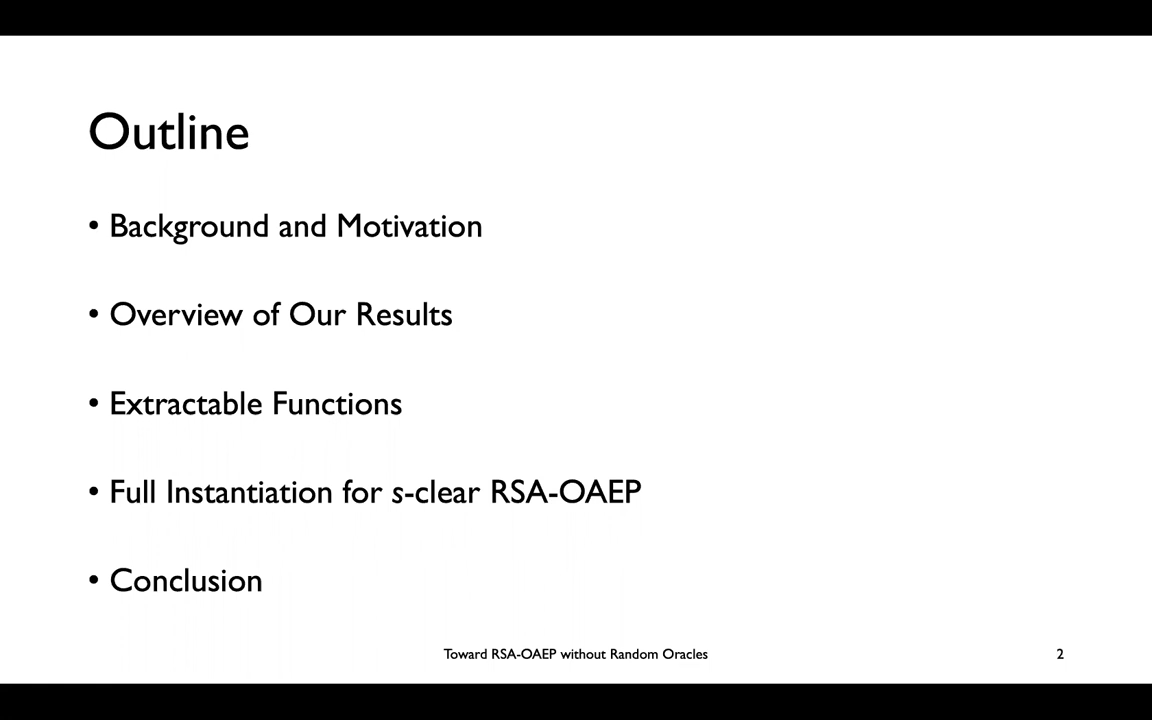 Outline
• Background and Motivation
• Overview of Our Results
• Extractable Functions
• Full Instantiation for s-clear RSA-OAEP
• Conclusion
Toward RSA-OAEP without Random Oracles
2